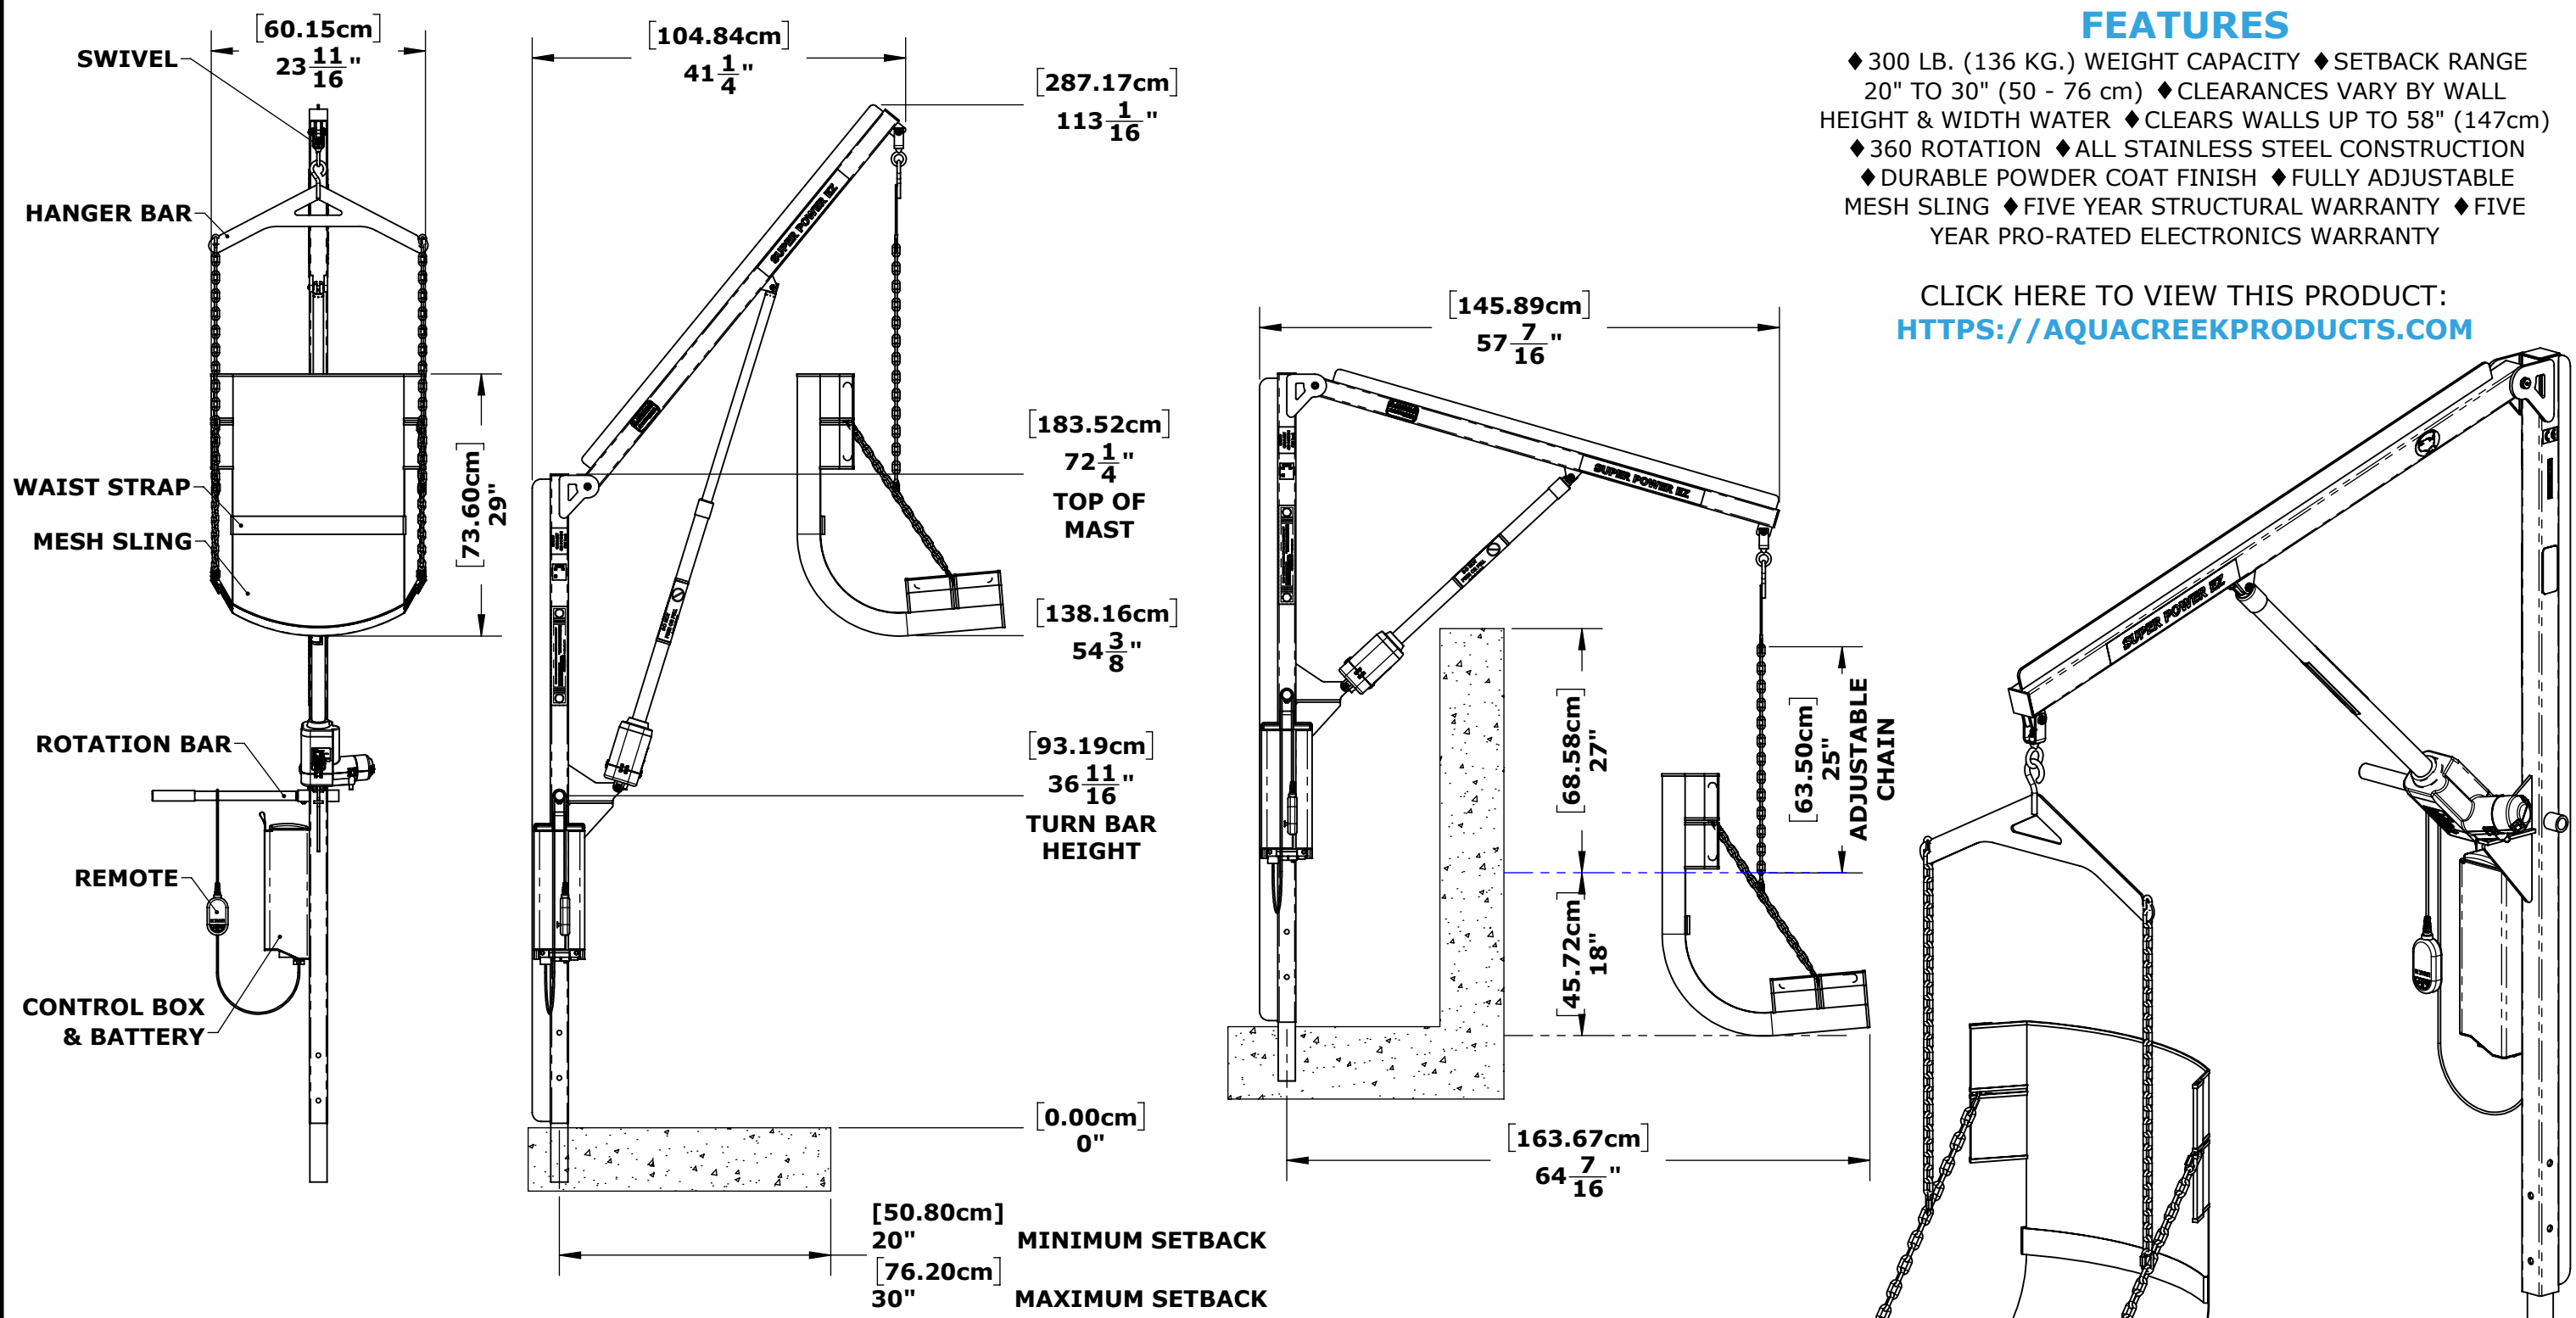 FEATURES
♦300 LB. (136 KG.) WEIGHT CAPACITY ♦SETBACK RANGE
20" TO 30" (50 - 76 cm) ♦CLEARANCES VARY BY WALL
HEIGHT & WIDTH WATER ♦CLEARS WALLS UP TO 58" (147cm)
♦360 ROTATION ♦ALL STAINLESS STEEL CONSTRUCTION
♦DURABLE POWDER COAT FINISH ♦FULLY ADJUSTABLE
MESH SLING ♦FIVE YEAR STRUCTURAL WARRANTY ♦FIVE
YEAR PRO-RATED ELECTRONICS WARRANTY
CLICK HERE TO VIEW THIS PRODUCT:
HTTPS://AQUACREEKPRODUCTS.COM
[60.15cm]
23 11/16"
SWIVEL
HANGER BAR
WAIST STRAP
MESH SLING
[73.60cm]
29"
ROTATION BAR
REMOTE
CONTROL BOX
& BATTERY
[104.84cm]
41 1/4"
[287.17cm]
113 1/16"
SUPER POWER EZ
[183.52cm]
72 1/4"
TOP OF
MAST
[138.16cm]
54 3/8"
[93.19cm]
36 11/16"
TURN BAR
HEIGHT
[0.00cm]
0"
[50.80cm]
20" MINIMUM SETBACK
[76.20cm]
30" MAXIMUM SETBACK
[145.89cm]
57 7/16"
SUPER POWER EZ
[68.58cm]
27"
[63.50cm]
25"
ADJUSTABLE
CHAIN
[45.72cm]
18"
[163.67cm]
64 7/16"
SUPER POWER EZ
CE